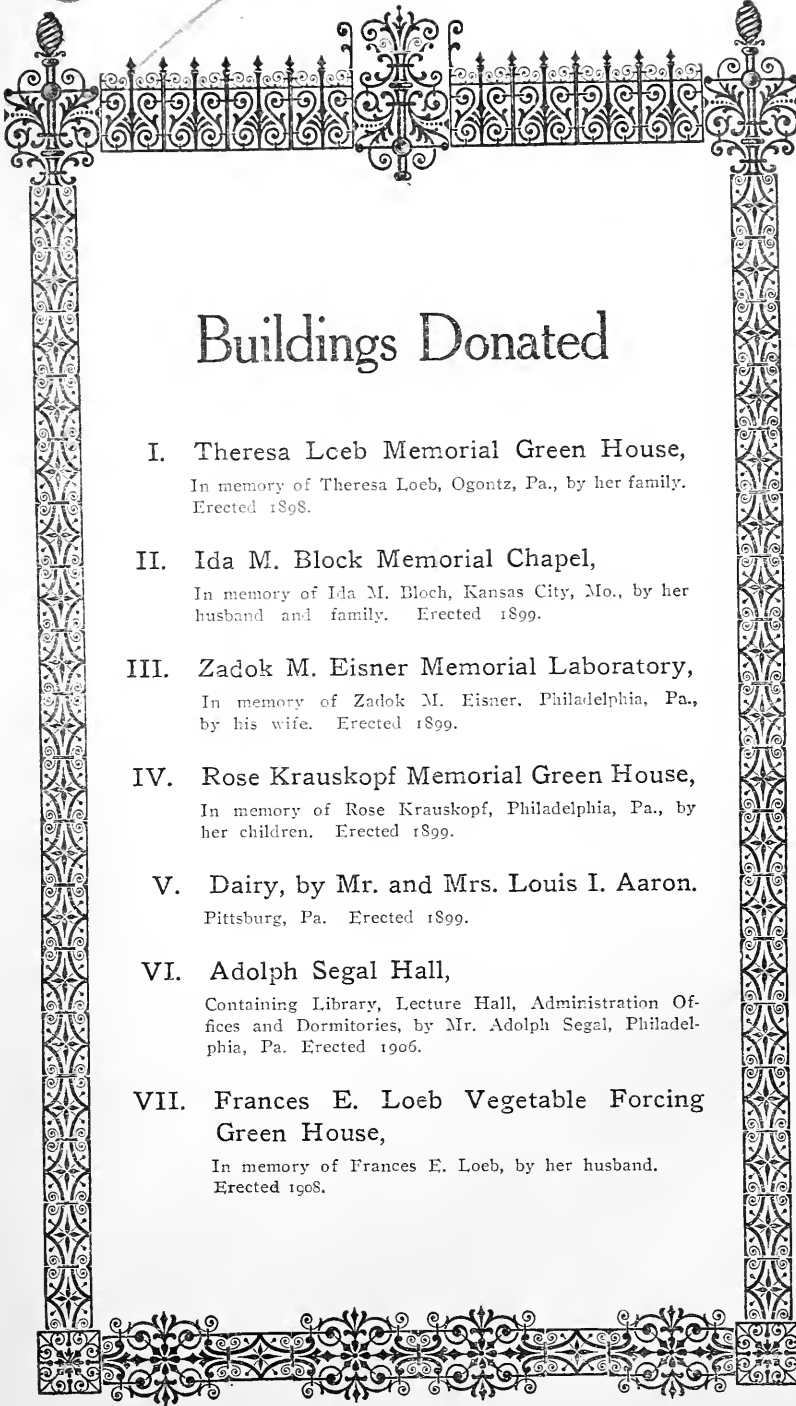 Buildings Donated
I. Theresa Lceb Memorial Green House,
In memory of Theresa Loeb, Ogontz, Pa., by her family.
Erected 1898.
II. Ida M. Block Memorial Chapel,
In memory of Ida M. Bloch, Kansas City, Mo., by her
husband and family. Erected 1899.
III. Zadok M. Eisner Memorial Laboratory,
In memory of Zadok M. Eisner. Philadelphia, Pa.,
by his wife. Erected 1899.
IV. Rose Krauskopf Memorial Green House,
In memory of Rose Krauskopf, Philadelphia, Pa., by
her children. Erected 1899.
V. Dairy, by Mr. and Mrs. Louis I. Aaron.
Pittsburg, Pa. Erected 1899.
VI. Adolph Segal Hall,
Containing Library, Lecture Hall, Administration Of-
fices and Dormitories, by Mr. Adolph Segal, Philadel-
phia, Pa. Erected 1906.
VII. Frances E. Loeb Vegetable Forcing
Green House,
In memory of Frances E. Loeb, by her husband.
Erected 1908.